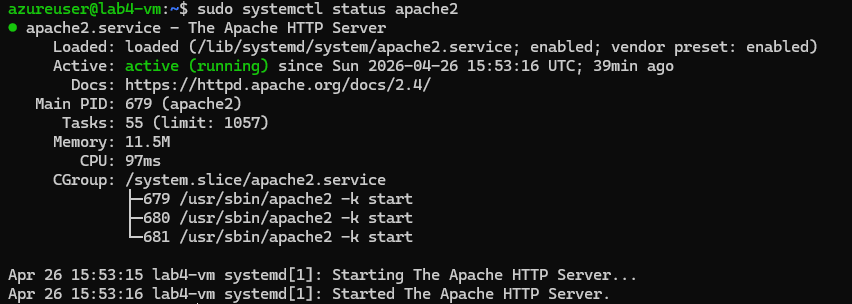 azureuser@lab4-vm:~$ sudo systemctl status apache2
● apache2.service - The Apache HTTP Server
     Loaded: loaded (/lib/systemd/system/apache2.service; enabled; vendor preset: enabled)
     Active: active (running) since Sun 2026-04-26 15:53:16 UTC; 39min ago
       Docs: https://httpd.apache.org/docs/2.4/
   Main PID: 679 (apache2)
      Tasks: 55 (limit: 1057)
     Memory: 11.5M
        CPU: 97ms
     CGroup: /system.slice/apache2.service
             ├─679 /usr/sbin/apache2 -k start
             ├─680 /usr/sbin/apache2 -k start
             └─681 /usr/sbin/apache2 -k start

Apr 26 15:53:15 lab4-vm systemd[1]: Starting The Apache HTTP Server...
Apr 26 15:53:16 lab4-vm systemd[1]: Started The Apache HTTP Server.